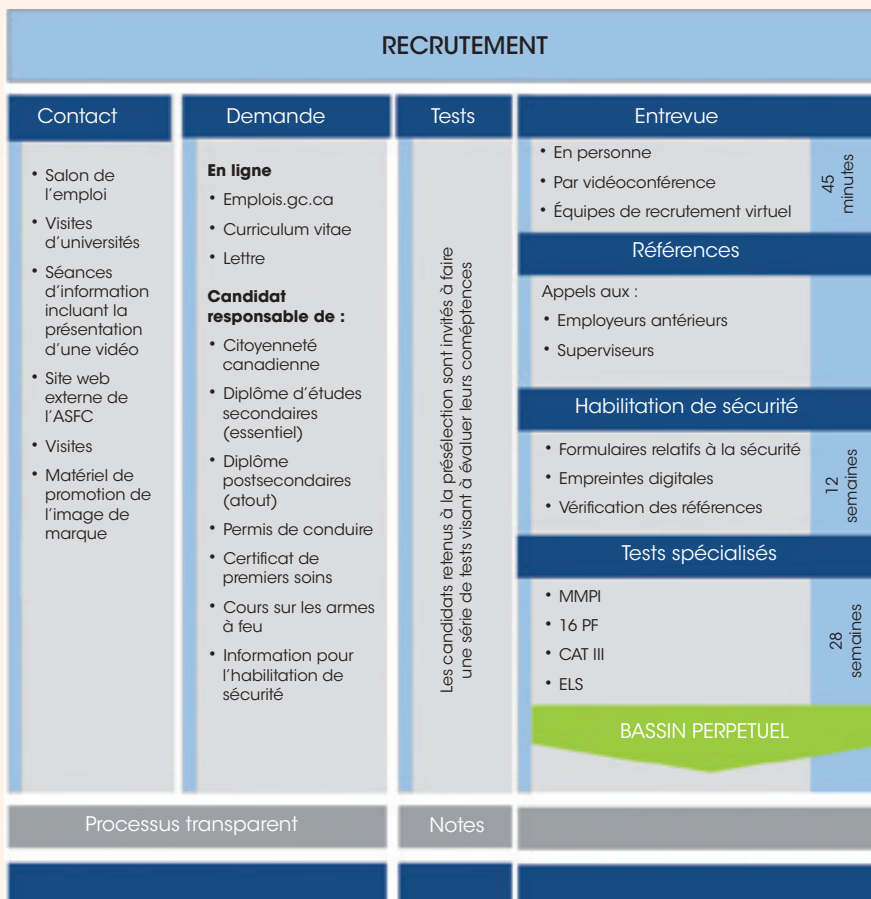 RECRUTEMENT
Contact
• Salon de
l'emploi
• Visites
d'universités
• Séances
d'information
incluant la
présentation
d'une vidéo
• Site web
externe de
l'ASFC
• Visites
• Matériel de
promotion de
l'image de
marque
Demande
En ligne
• Emplois.gc.ca
• Curriculum vitae
• Lettre
Candidat
responsable de :
• Citoyenneté
canadienne
• Diplôme d'études
secondaires
(essentiel)
• Diplôme
postsecondaires
(atout)
• Permis de conduire
• Certificat de
premiers soins
• Cours sur les armes
à feu
• Information pour
l'habilitation de
sécurité
Tests
Les candidats retenus à la présélection sont invités à faire
une série de tests visant à évaluer leurs coméptences
Entrevue
• En personne
• Par vidéoconférence
• Équipes de recrutement virtuel
45
minutes
Références
Appels aux :
• Employeurs antérieurs
• Superviseurs
Habilitation de sécurité
• Formulaires relatifs à la sécurité
• Empreintes digitales
• Vérification des références
12
semaines
Tests spécialisés
• MMPI
• 16 PF
• CAT III
• ELS
28
semaines
BASSIN PERPETUEL
Processus transparent
Notes